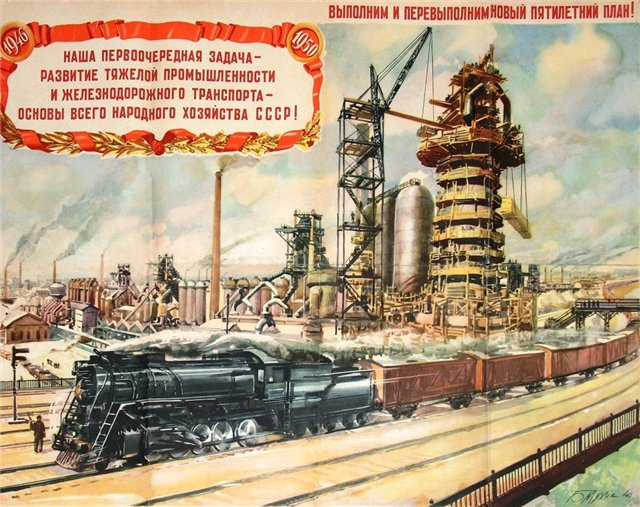 ВЫПОЛНИМ И ПЕРЕВЫПОЛНИМ НОВЫЙ ПЯТИЛЕТНИЙ ПЛАН!
1946
1950
НАША ПЕРВООЧЕРЕДНАЯ ЗАДАЧА-
РАЗВИТИЕ ТЯЖЕЛОЙ ПРОМЫШЛЕННОСТИ
И ЖЕЛЕЗНОДОРОЖНОГО ТРАНСПОРТА-
ОСНОВЫ ВСЕГО НАРОДНОГО ХОЗЯЙСТВА СССР!